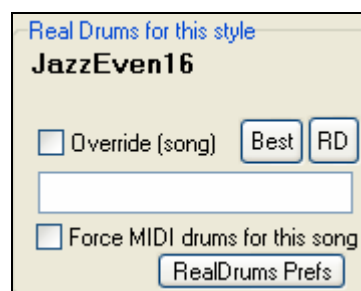 Real Drums for this style
JazzEven16
Override (song) Best RD
Force MIDI drums for this song
RealDrums Prefs